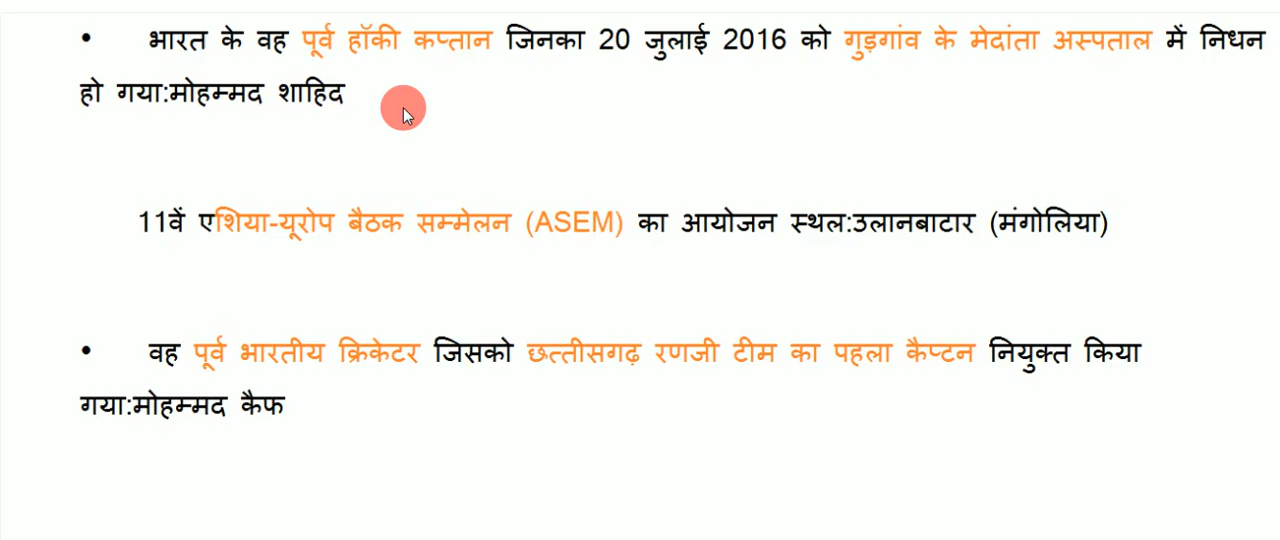 • भारत के वह पूर्व हॉकी कप्तान जिनका 20 जुलाई 2016 को गुड़गांव के मेदांता अस्पताल में निधन
हो गया:मोहम्मद शाहिद
11वें एशिया-यूरोप बैठक सम्मेलन (ASEM) का आयोजन स्थल:उलानबाटार (मंगोलिया)
• वह पूर्व भारतीय क्रिकेटर जिसको छत्तीसगढ़ रणजी टीम का पहला कैप्टन नियुक्त किया
गया:मोहम्मद कैफ